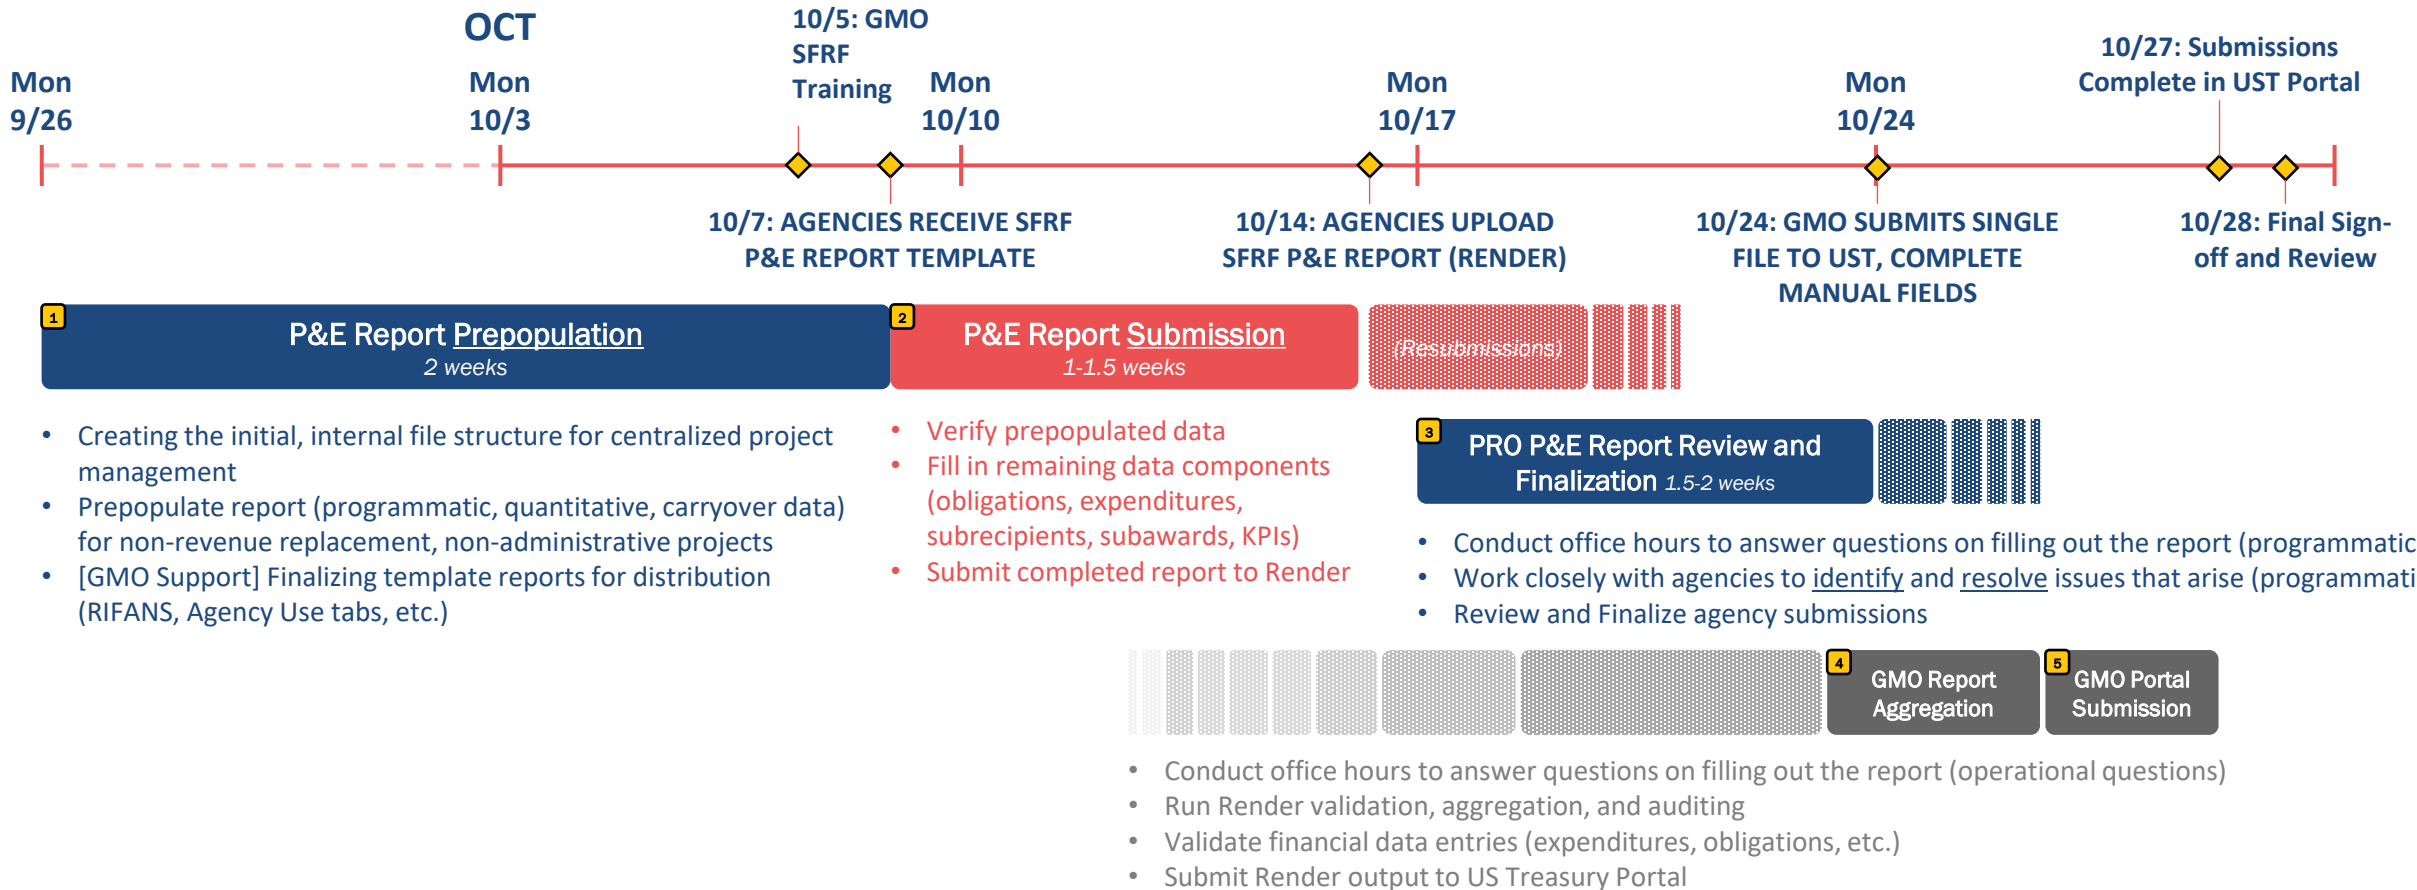 OCT
10/5: GMO
SFRF
Training
10/27: Submissions
Complete in UST Portal
Mon
9/26
Mon
10/3
Mon
10/10
Mon
10/17
Mon
10/24
10/7: AGENCIES RECEIVE SFRF
P&E REPORT TEMPLATE
10/14: AGENCIES UPLOAD
SFRF P&E REPORT (RENDER)
10/24: GMO SUBMITS SINGLE
FILE TO UST, COMPLETE
MANUAL FIELDS
10/28: Final Sign-
off and Review
1
P&E Report Prepopulation
2 weeks
2
P&E Report Submission
1-1.5 weeks
(Resubmissions)
• Creating the initial, internal file structure for centralized project
management
• Prepopulate report (programmatic, quantitative, carryover data)
for non-revenue replacement, non-administrative projects
• [GMO Support] Finalizing template reports for distribution
(RIFANS, Agency Use tabs, etc.)
• Verify prepopulated data
• Fill in remaining data components
(obligations, expenditures,
subrecipients, subawards, KPIs)
• Submit completed report to Render
3
PRO P&E Report Review and
Finalization 1.5-2 weeks
• Conduct office hours to answer questions on filling out the report (programmatic
• Work closely with agencies to identify and resolve issues that arise (programmati
• Review and Finalize agency submissions
4
GMO Report
Aggregation
5
GMO Portal
Submission
• Conduct office hours to answer questions on filling out the report (operational questions)
• Run Render validation, aggregation, and auditing
• Validate financial data entries (expenditures, obligations, etc.)
• Submit Render output to US Treasury Portal